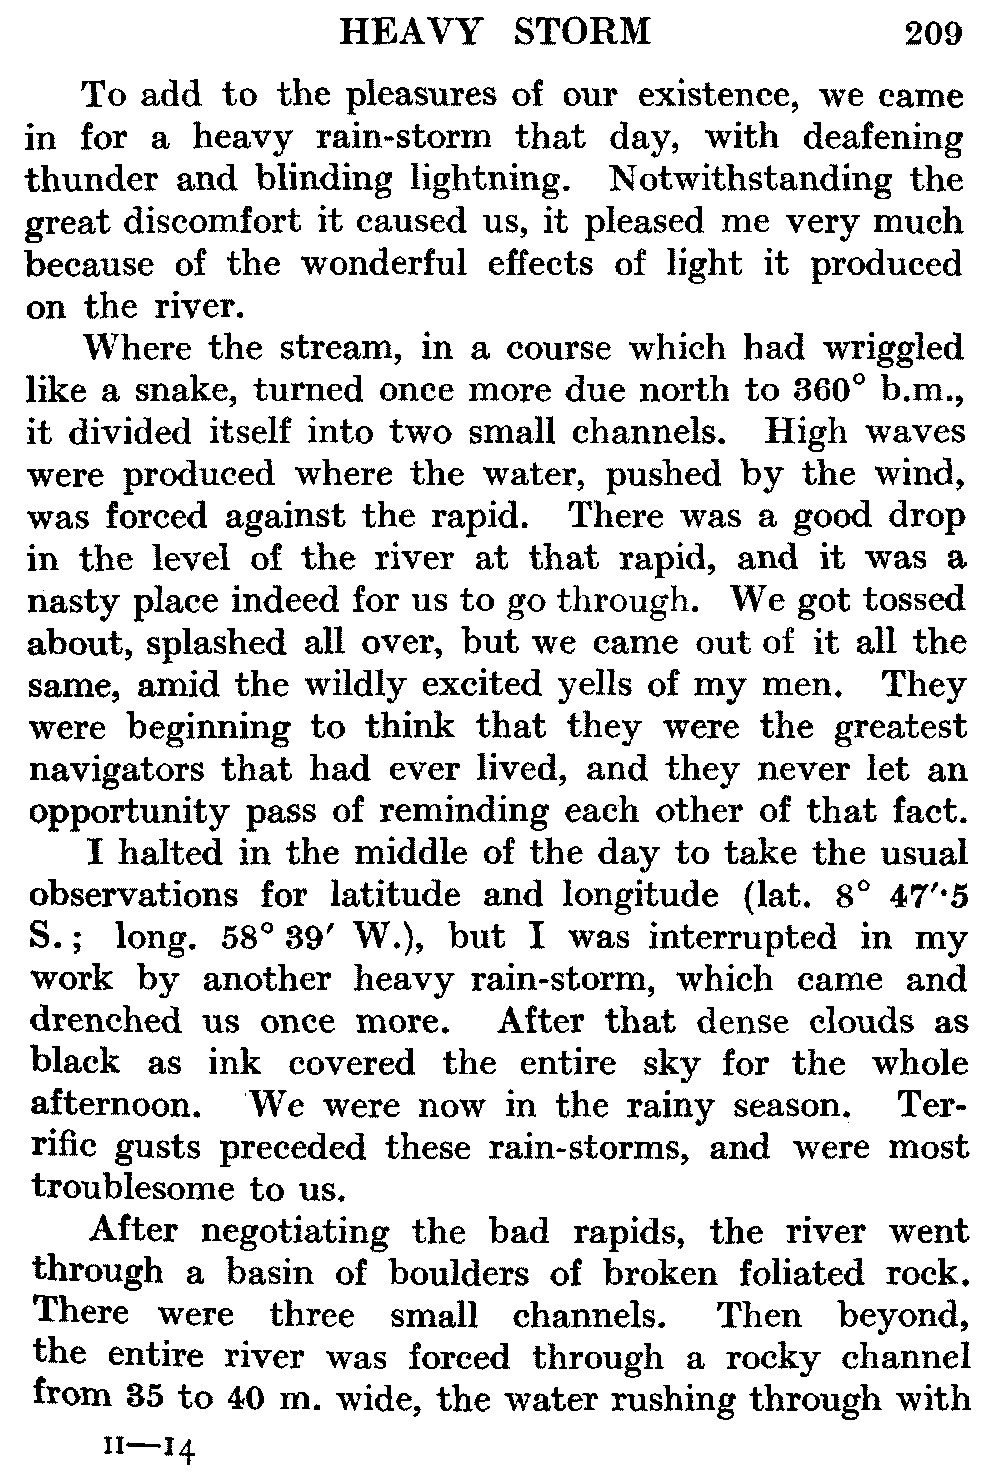 HEAVY STORM 209
To add to the pleasures of our existence, we came
in for a heavy rain-storm that day, with deafening
thunder and blinding lightning. Notwithstanding the
great discomfort it caused us, it pleased me very much
because of the wonderful effects of light it produced
on the river.
Where the stream, in a course which had wriggled
like a snake, turned once more due north to 360° b.m.,
it divided itself into two small channels. High waves
were produced where the water, pushed by the wind,
was forced against the rapid. There was a good drop
in the level of the river at that rapid, and it was a
nasty place indeed for us to go through. We got tossed
about, splashed all over, but we came out of it all the
same, amid the wildly excited yells of my men. They
were beginning to think that they were the greatest
navigators that had ever lived, and they never let an
opportunity pass of reminding each other of that fact.
I halted in the middle of the day to take the usual
observations for latitude and longitude (lat. 8° 47′·5
S.; long. 58° 39′ W.), but I was interrupted in my
work by another heavy rain-storm, which came and
drenched us once more. After that dense clouds as
black as ink covered the entire sky for the whole
afternoon. We were now in the rainy season. Ter-
rific gusts preceded these rain-storms, and were most
troublesome to us.
After negotiating the bad rapids, the river went
through a basin of boulders of broken foliated rock.
There were three small channels. Then beyond,
the entire river was forced through a rocky channel
from 35 to 40 m. wide, the water rushing through with
II—14